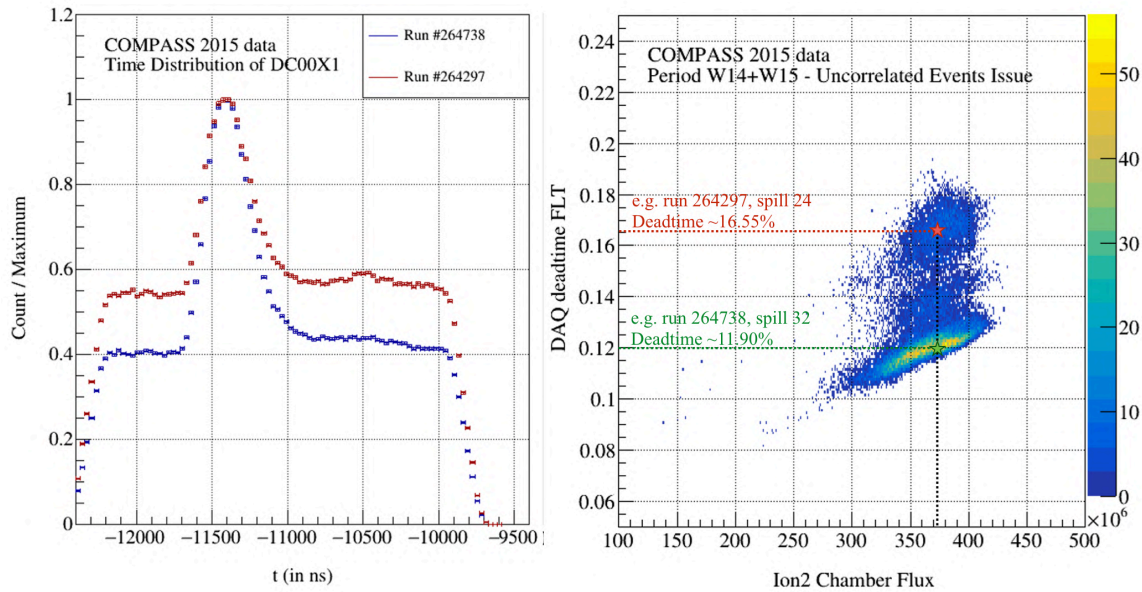 COMPASS 2015 data
Time Distribution of DC00X1
Run #264738
Run #264297
1.2
1
0.8
0.6
0.4
0.2
0
−12000
−11500
−11000
−10500
−10000
−9500
Count / Maximum
t (in ns)
COMPASS 2015 data
Period W14+W15 - Uncorrelated Events Issue
e.g. run 264297, spill 24
Deadtime ~16.55%
e.g. run 264738, spill 32
Deadtime ~11.90%
0.24
0.22
0.2
0.18
0.16
0.14
0.12
0.1
0.08
0.06
DAQ deadtime FLT
100
150
200
250
300
350
400
450
500
×10⁶
Ion2 Chamber Flux
50
40
30
20
10
0